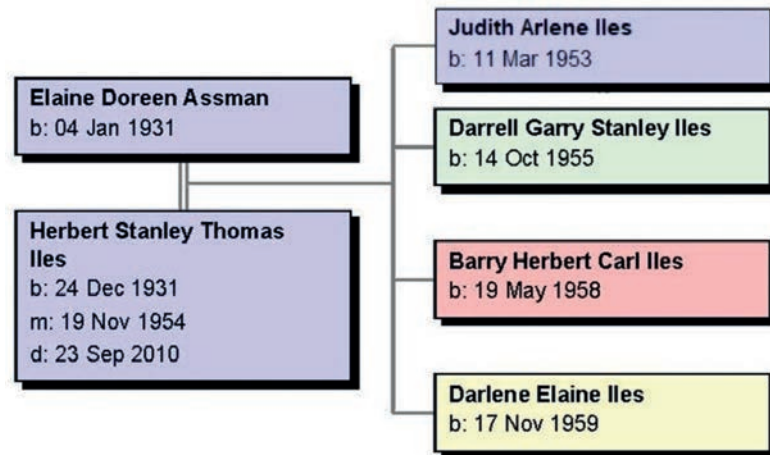 Elaine Doreen Assman
b: 04 Jan 1931
Herbert Stanley Thomas
Iles
b: 24 Dec 1931
m: 19 Nov 1954
d: 23 Sep 2010
Judith Arlene Iles
b: 11 Mar 1953
Darrell Garry Stanley Iles
b: 14 Oct 1955
Barry Herbert Carl Iles
b: 19 May 1958
Darlene Elaine Iles
b: 17 Nov 1959